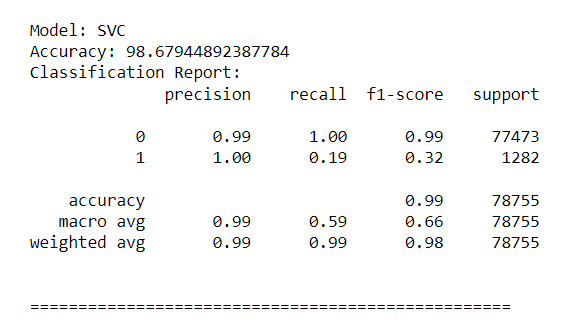 Model: SVC
Accuracy: 98.67944892387784
Classification Report:
precision recall f1-score support
0 0.99 1.00 0.99 77473
1 1.00 0.19 0.32 1282
accuracy 0.99 78755
macro avg 0.99 0.59 0.66 78755
weighted avg 0.99 0.99 0.98 78755
==================================================